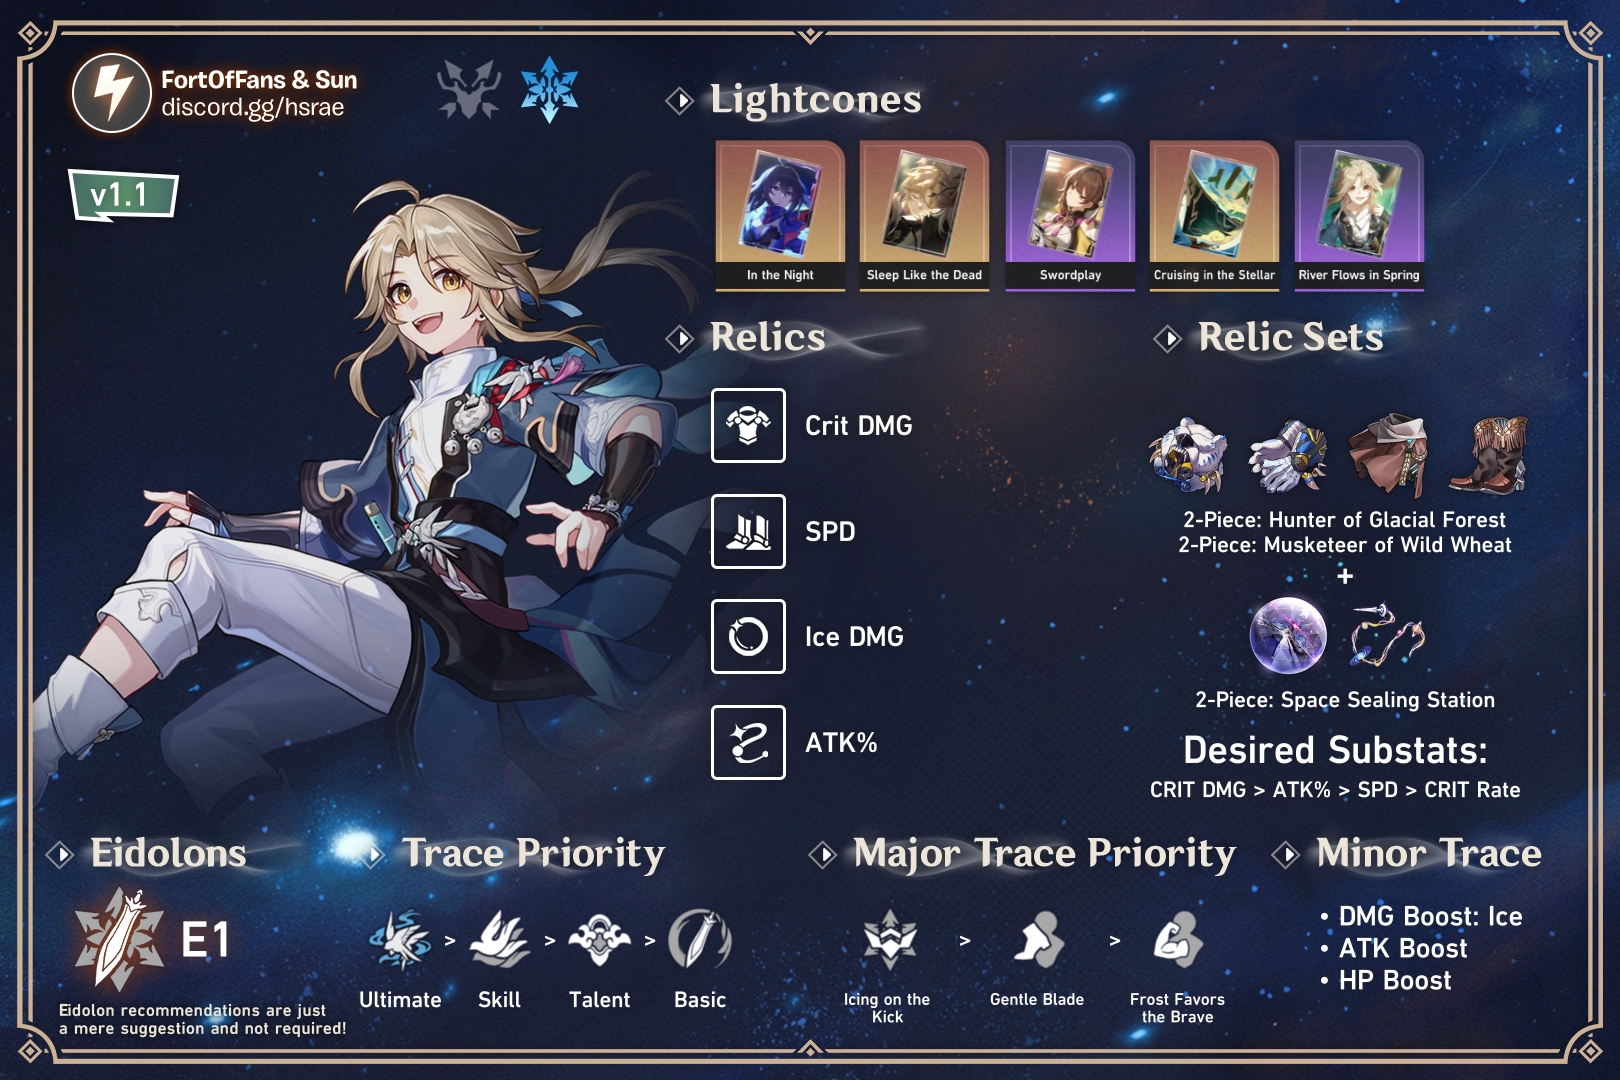 FortOfFans & Sun
discord.gg/hsrae
v1.1
Lightcones
In the Night
Sleep Like the Dead
Swordplay
Cruising in the Stellar
River Flows in Spring
Relics
Crit DMG
SPD
Ice DMG
ATK%
Relic Sets
2-Piece: Hunter of Glacial Forest
2-Piece: Musketeer of Wild Wheat
+
2-Piece: Space Sealing Station
Desired Substats:
CRIT DMG > ATK% > SPD > CRIT Rate
Eidolons
E1
Eidolon recommendations are just
a mere suggestion and not required!
Trace Priority
> > >
Ultimate Skill Talent Basic
Major Trace Priority
> >
Icing on the
Kick
Gentle Blade
Frost Favors
the Brave
Minor Trace
• DMG Boost: Ice
• ATK Boost
• HP Boost